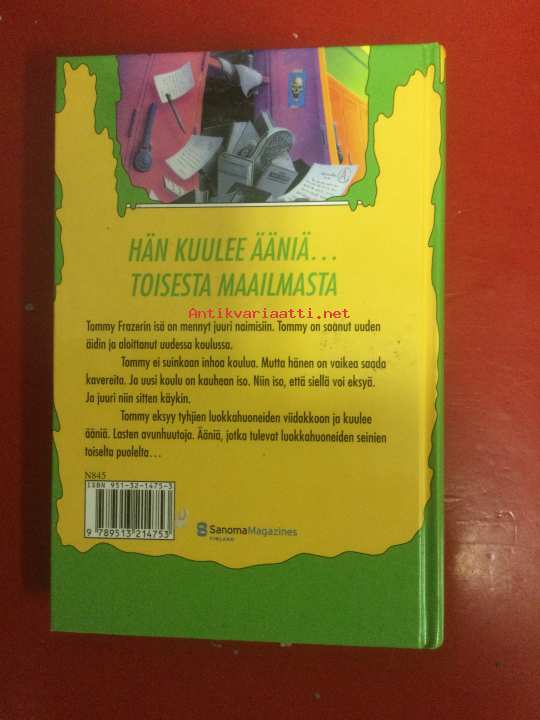 HÄN KUULEE ÄÄNIÄ...
TOISESTA MAAILMASTA
Antikvariaatti.net
Tommy Frazerin isä on mennyt juuri naimisiin. Tommy on saanut uuden
äidin ja aloittanut uudessa koulussa.
Tommy ei suinkaan inhoa koulua. Mutta hänen on vaikea saada
kavereita. Ja uusi koulu on kauhean iso. Niin iso, että siellä voi eksyä.
Ja juuri niin sitten käykin.
Tommy eksyy tyhjien luokkahuoneiden viidakkoon ja kuulee
ääniä. Lasten avunhuutoja. Ääniä, jotka tulevat luokkahuoneiden seinien
toiselta puolelta...
N845
ISBN 951-32-1475-3
9 789513 214753
SanomaMagazines
FINLAND